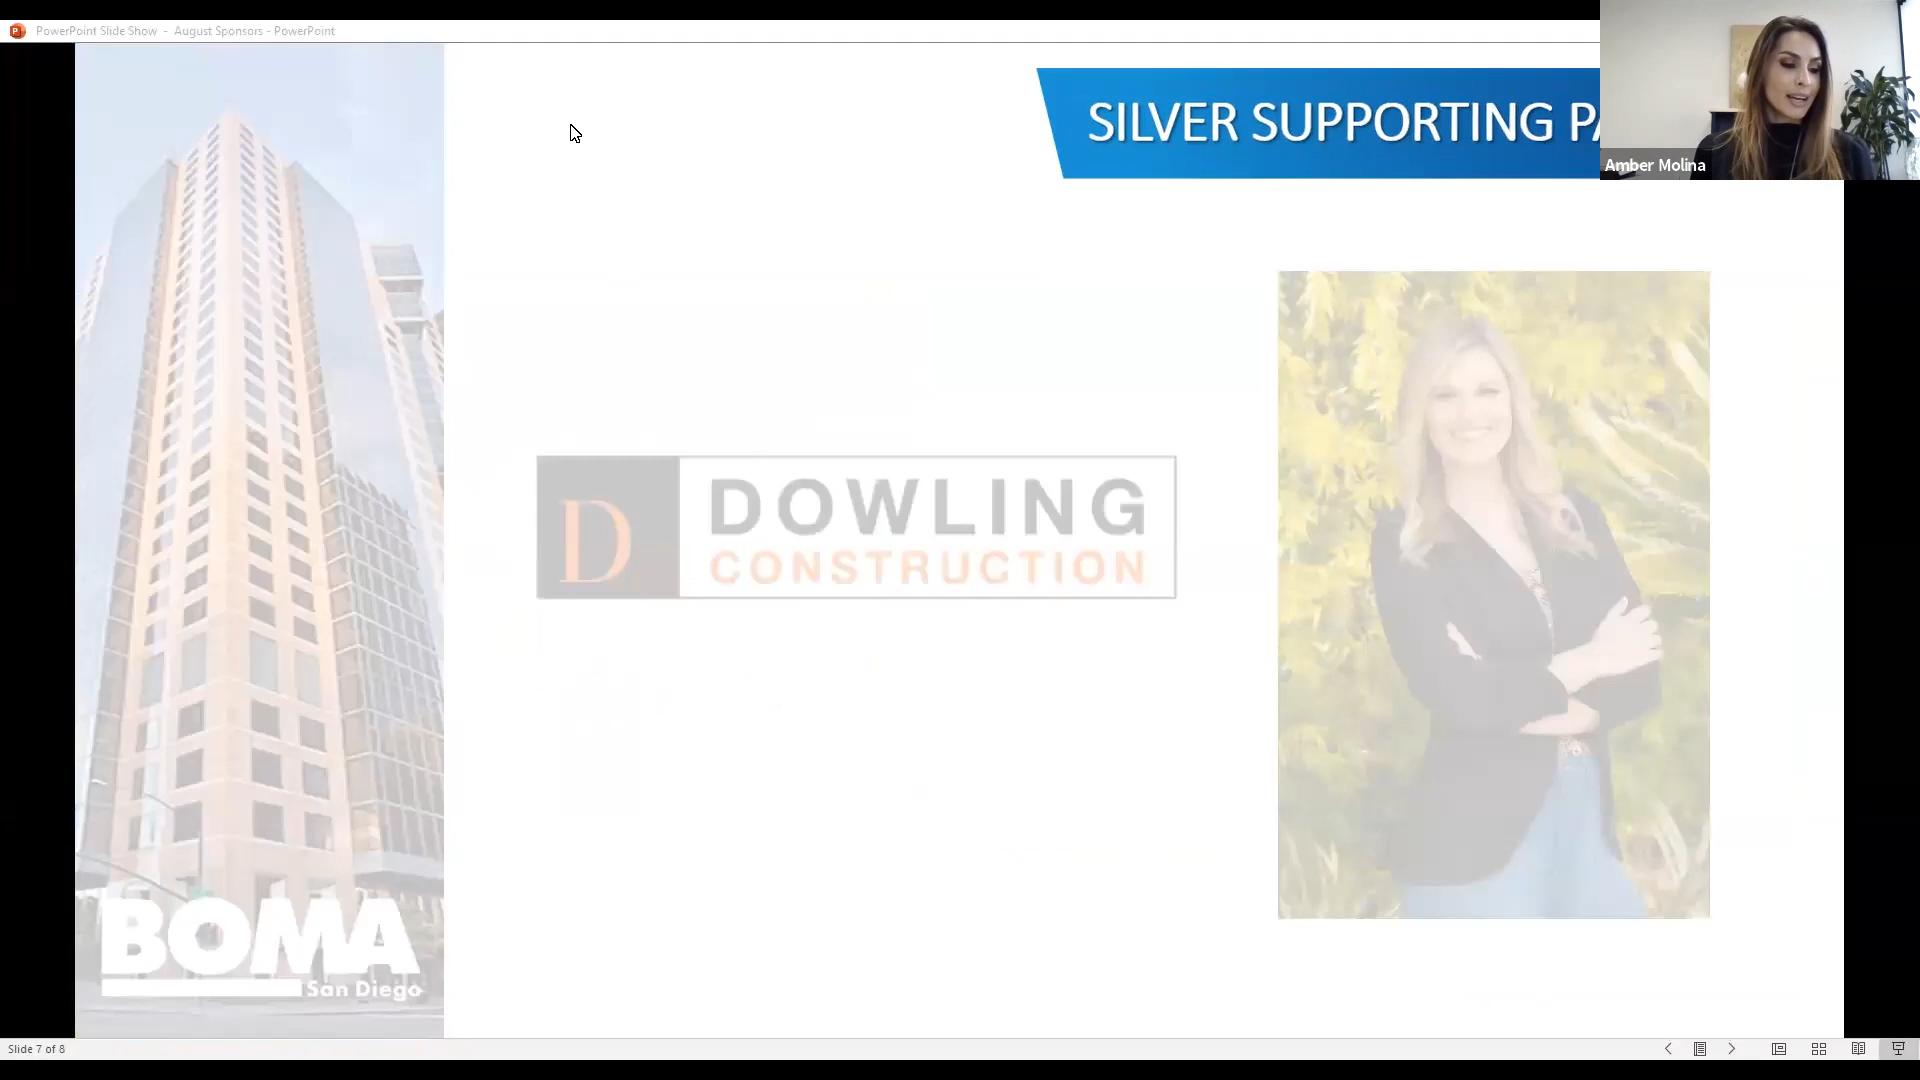 PowerPoint Slide Show - August Sponsors - PowerPoint
SILVER SUPPORTING
Amber Molina
D
DOWLING
CONSTRUCTION
BOMA
San Diego
Slide 7 of 8